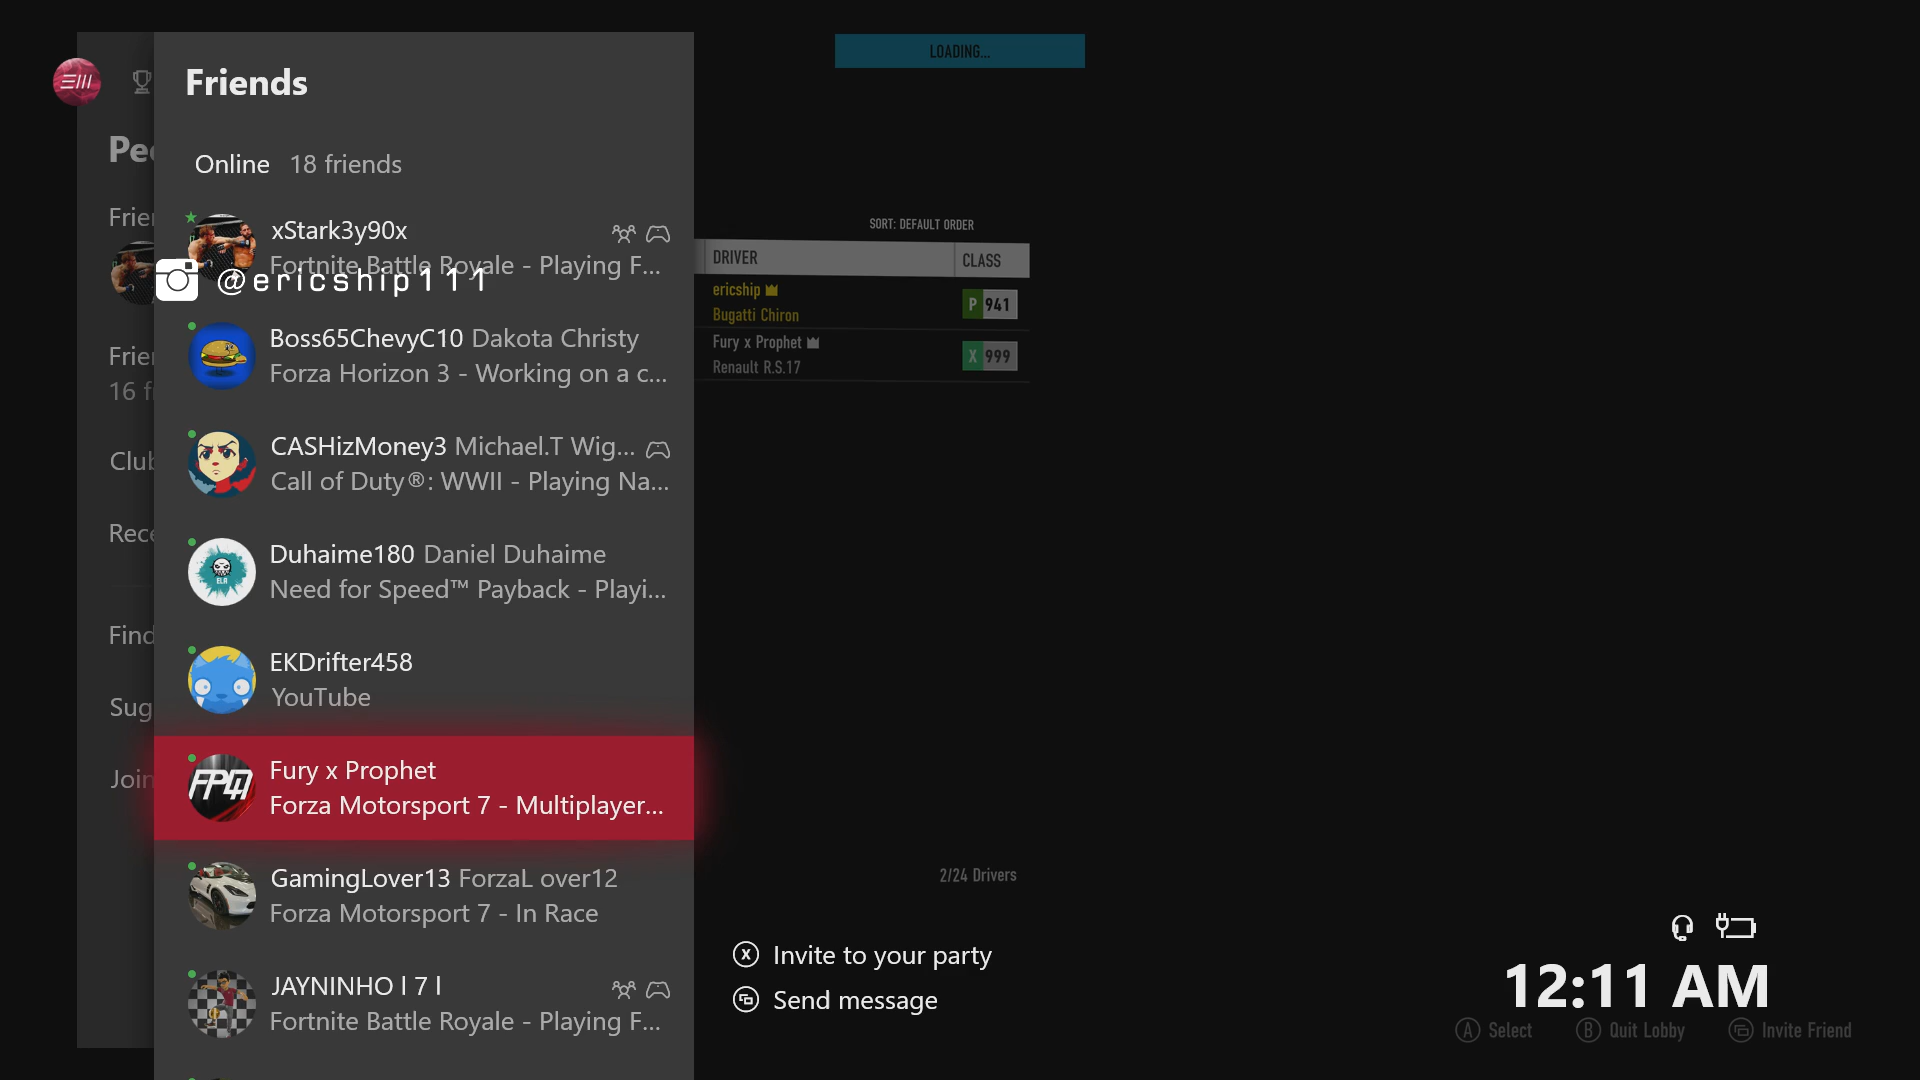 LOADING...
Friends
Online 18 friends
xStark3y90x
Fortnite Battle Royale - Playing F...
@ericship111
Boss65ChevyC10 Dakota Christy
Forza Horizon 3 - Working on a c...
CASHizMoney3 Michael.T Wig...
Call of Duty®: WWII - Playing Na...
Duhaime180 Daniel Duhaime
Need for Speed™ Payback - Playi...
EKDrifter458
YouTube
FP4
Fury x Prophet
Forza Motorsport 7 - Multiplayer...
GamingLover13 ForzaL over12
Forza Motorsport 7 - In Race
JAYNINHO l 7 l
Fortnite Battle Royale - Playing F...
Pe
Frie
Frie
16 f
Club
Rece
Find
Sug
Join
SORT: DEFAULT ORDER
DRIVER CLASS
ericship P 941
Bugatti Chiron
Fury x Prophet X 999
Renault R.S.17
2/24 Drivers
X Invite to your party
Send message
12:11 AM
A Select B Quit Lobby Invite Friend